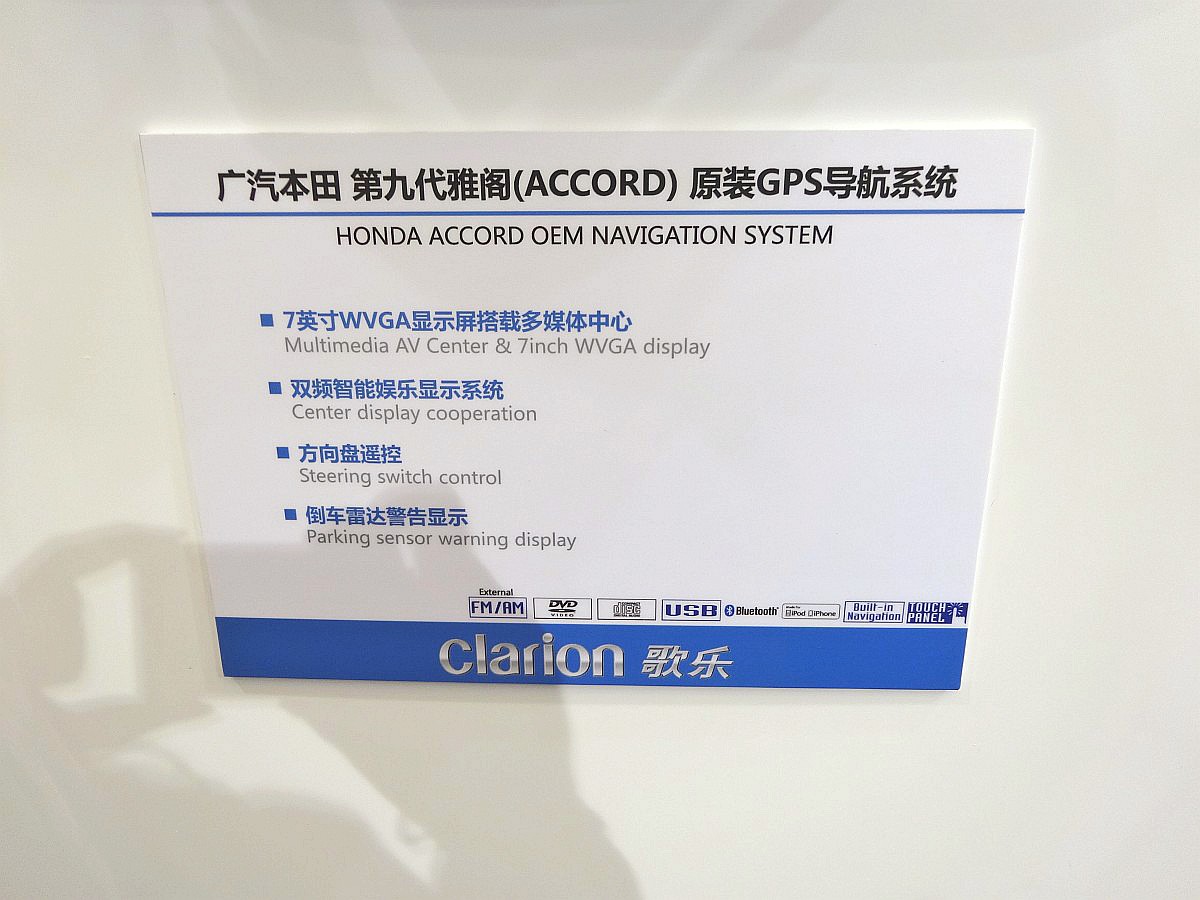 广汽本田 第九代雅阁(ACCORD) 原装GPS导航系统
HONDA ACCORD OEM NAVIGATION SYSTEM
7英寸WVGA显示屏搭载多媒体中心
Multimedia AV Center & 7inch WVGA display
双频智能娱乐显示系统
Center display cooperation
方向盘遥控
Steering switch control
倒车雷达警告显示
Parking sensor warning display
External
FM/AM DVD VIDEO disc USB Bluetooth iPod iPhone Built-in Navigation TOUCH PANEL
clarion 歌乐